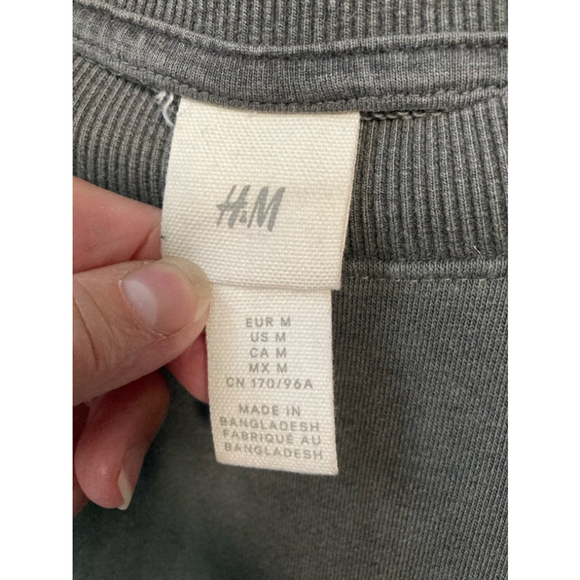 H&M
EUR M
US M
CA M
MX M
CN 170/96A
MADE IN
BANGLADESH
FABRIQUÉ AU
BANGLADESH